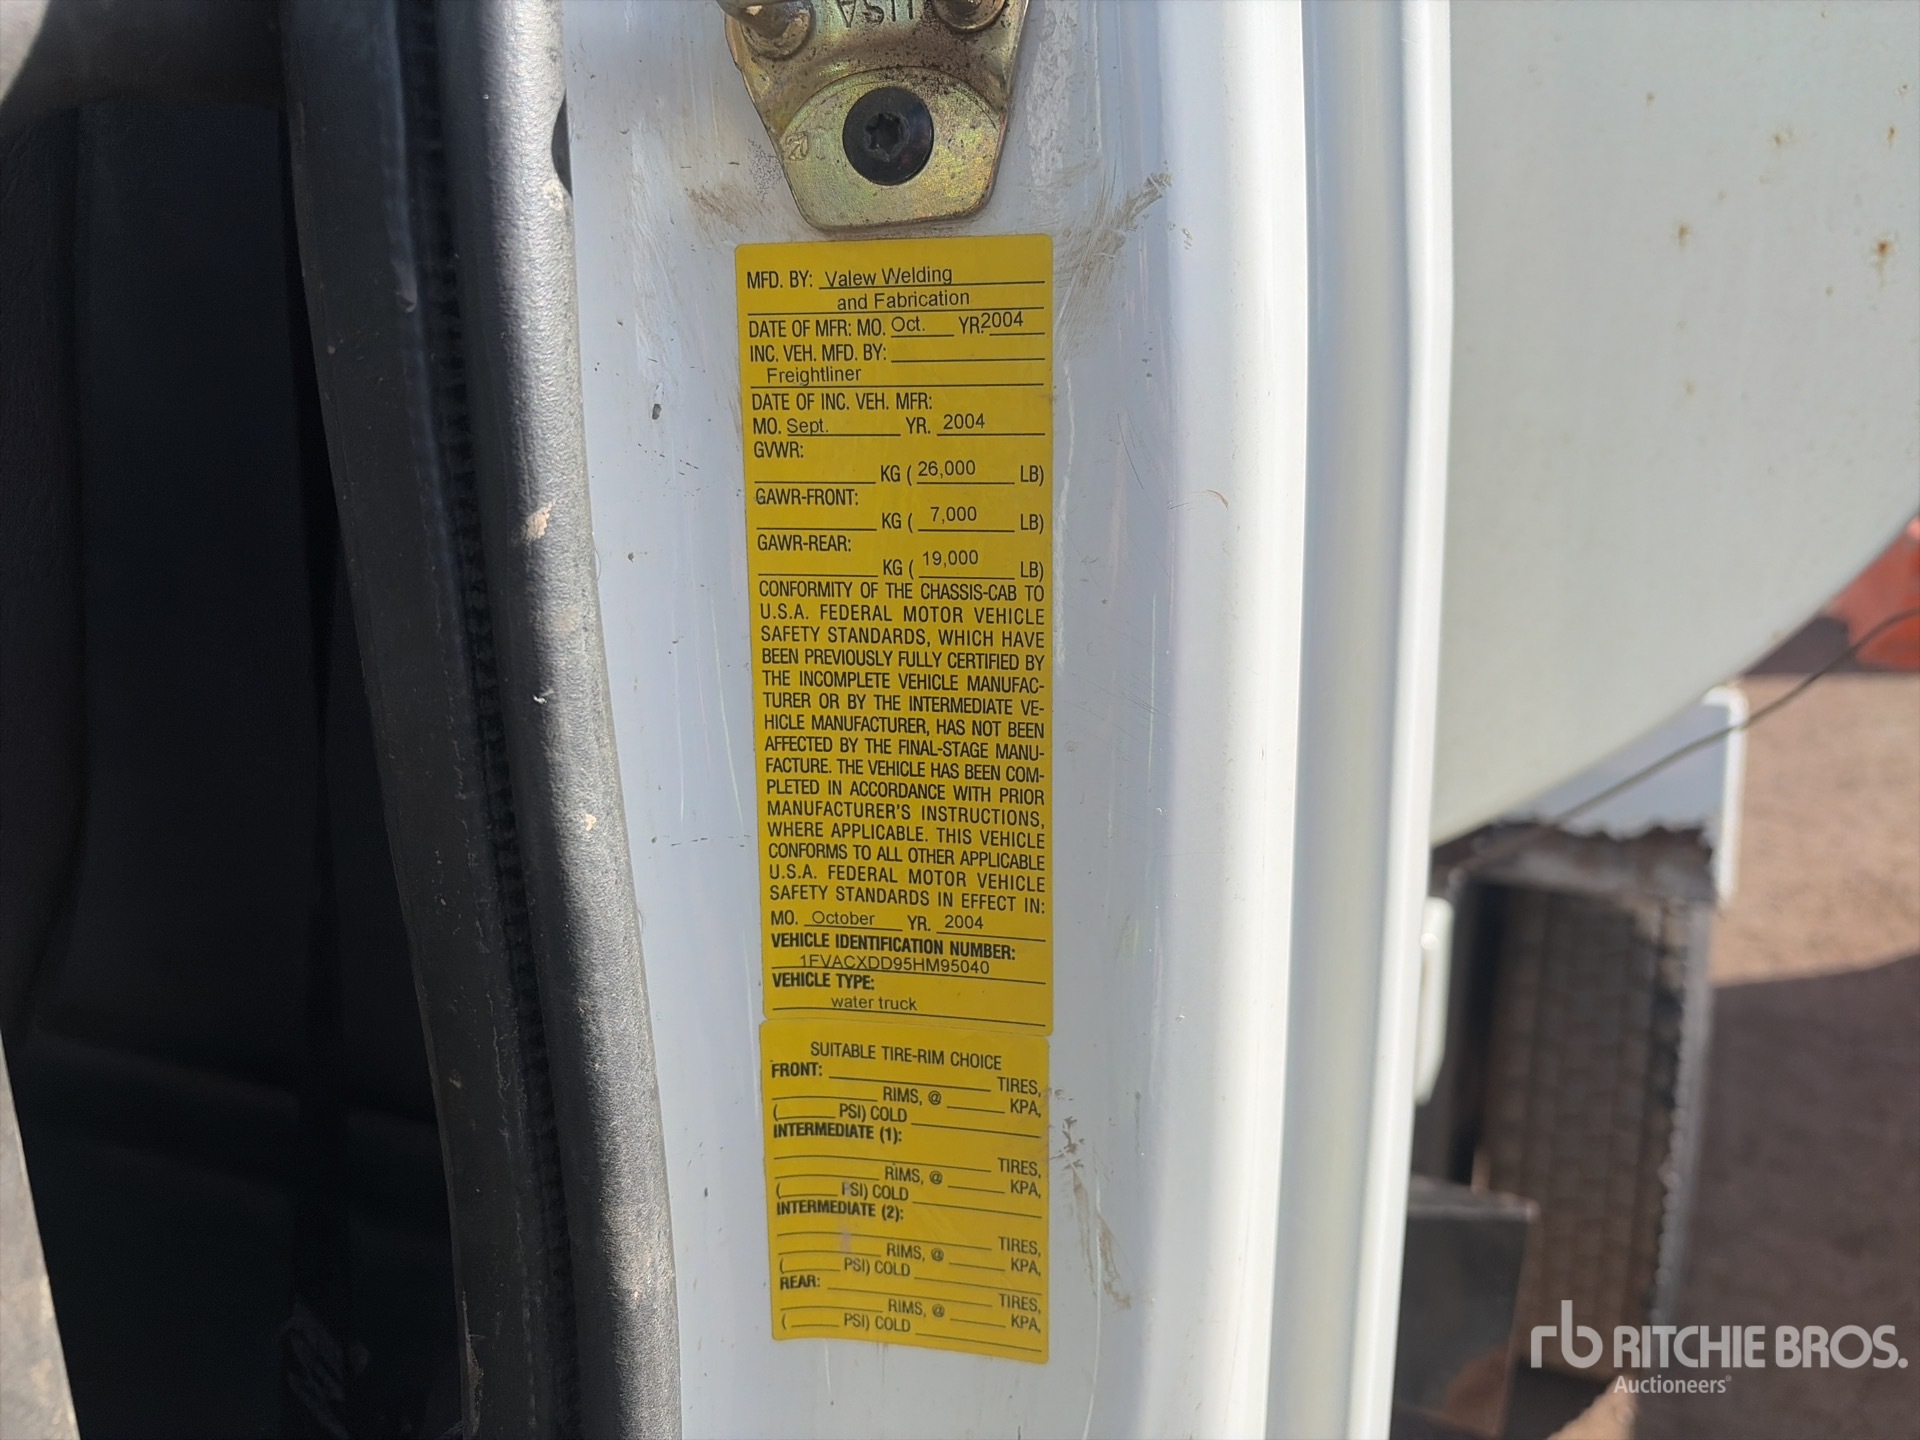 USA
MFD. BY: Valew Welding
and Fabrication
DATE OF MFR: MO. Oct. YR. 2004
INC. VEH. MFD. BY:
Freightliner
DATE OF INC. VEH. MFR:
MO. Sept. YR. 2004
GVWR:
KG ( 26,000 LB)
GAWR-FRONT:
KG ( 7,000 LB)
GAWR-REAR:
KG ( 19,000 LB)
CONFORMITY OF THE CHASSIS-CAB TO
U.S.A. FEDERAL MOTOR VEHICLE
SAFETY STANDARDS, WHICH HAVE
BEEN PREVIOUSLY FULLY CERTIFIED BY
THE INCOMPLETE VEHICLE MANUFAC-
TURER OR BY THE INTERMEDIATE VE-
HICLE MANUFACTURER, HAS NOT BEEN
AFFECTED BY THE FINAL-STAGE MANU-
FACTURE. THE VEHICLE HAS BEEN COM-
PLETED IN ACCORDANCE WITH PRIOR
MANUFACTURER'S INSTRUCTIONS,
WHERE APPLICABLE. THIS VEHICLE
CONFORMS TO ALL OTHER APPLICABLE
U.S.A. FEDERAL MOTOR VEHICLE
SAFETY STANDARDS IN EFFECT IN:
MO. October YR. 2004
VEHICLE IDENTIFICATION NUMBER:
1FVACXDD95HM95040
VEHICLE TYPE:
water truck
SUITABLE TIRE-RIM CHOICE
FRONT: TIRES,
RIMS, @ KPA,
( PSI) COLD
INTERMEDIATE (1):
TIRES,
RIMS, @ KPA,
( PSI) COLD
INTERMEDIATE (2):
TIRES,
RIMS, @ KPA,
( PSI) COLD
REAR: TIRES,
RIMS, @ KPA,
( PSI) COLD
rb RITCHIE BROS.
Auctioneers